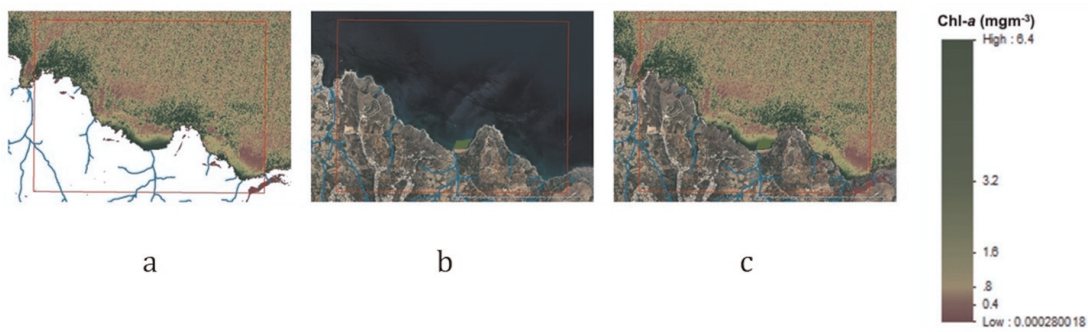 a
b
c
Chl-a (mgm-3)
High : 6.4
3.2
1.6
.8
0.4
Low : 0.000280018